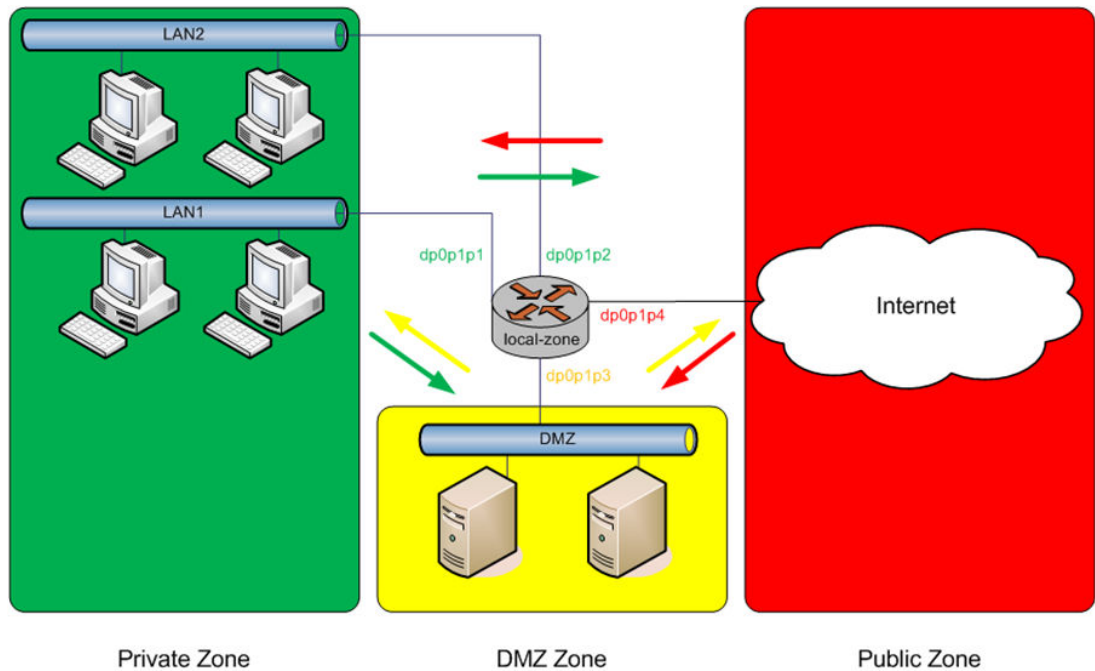 LAN2
LAN1
dp0p1p1
dp0p1p2
dp0p1p4
local-zone
dp0p1p3
Internet
DMZ
Private Zone
DMZ Zone
Public Zone